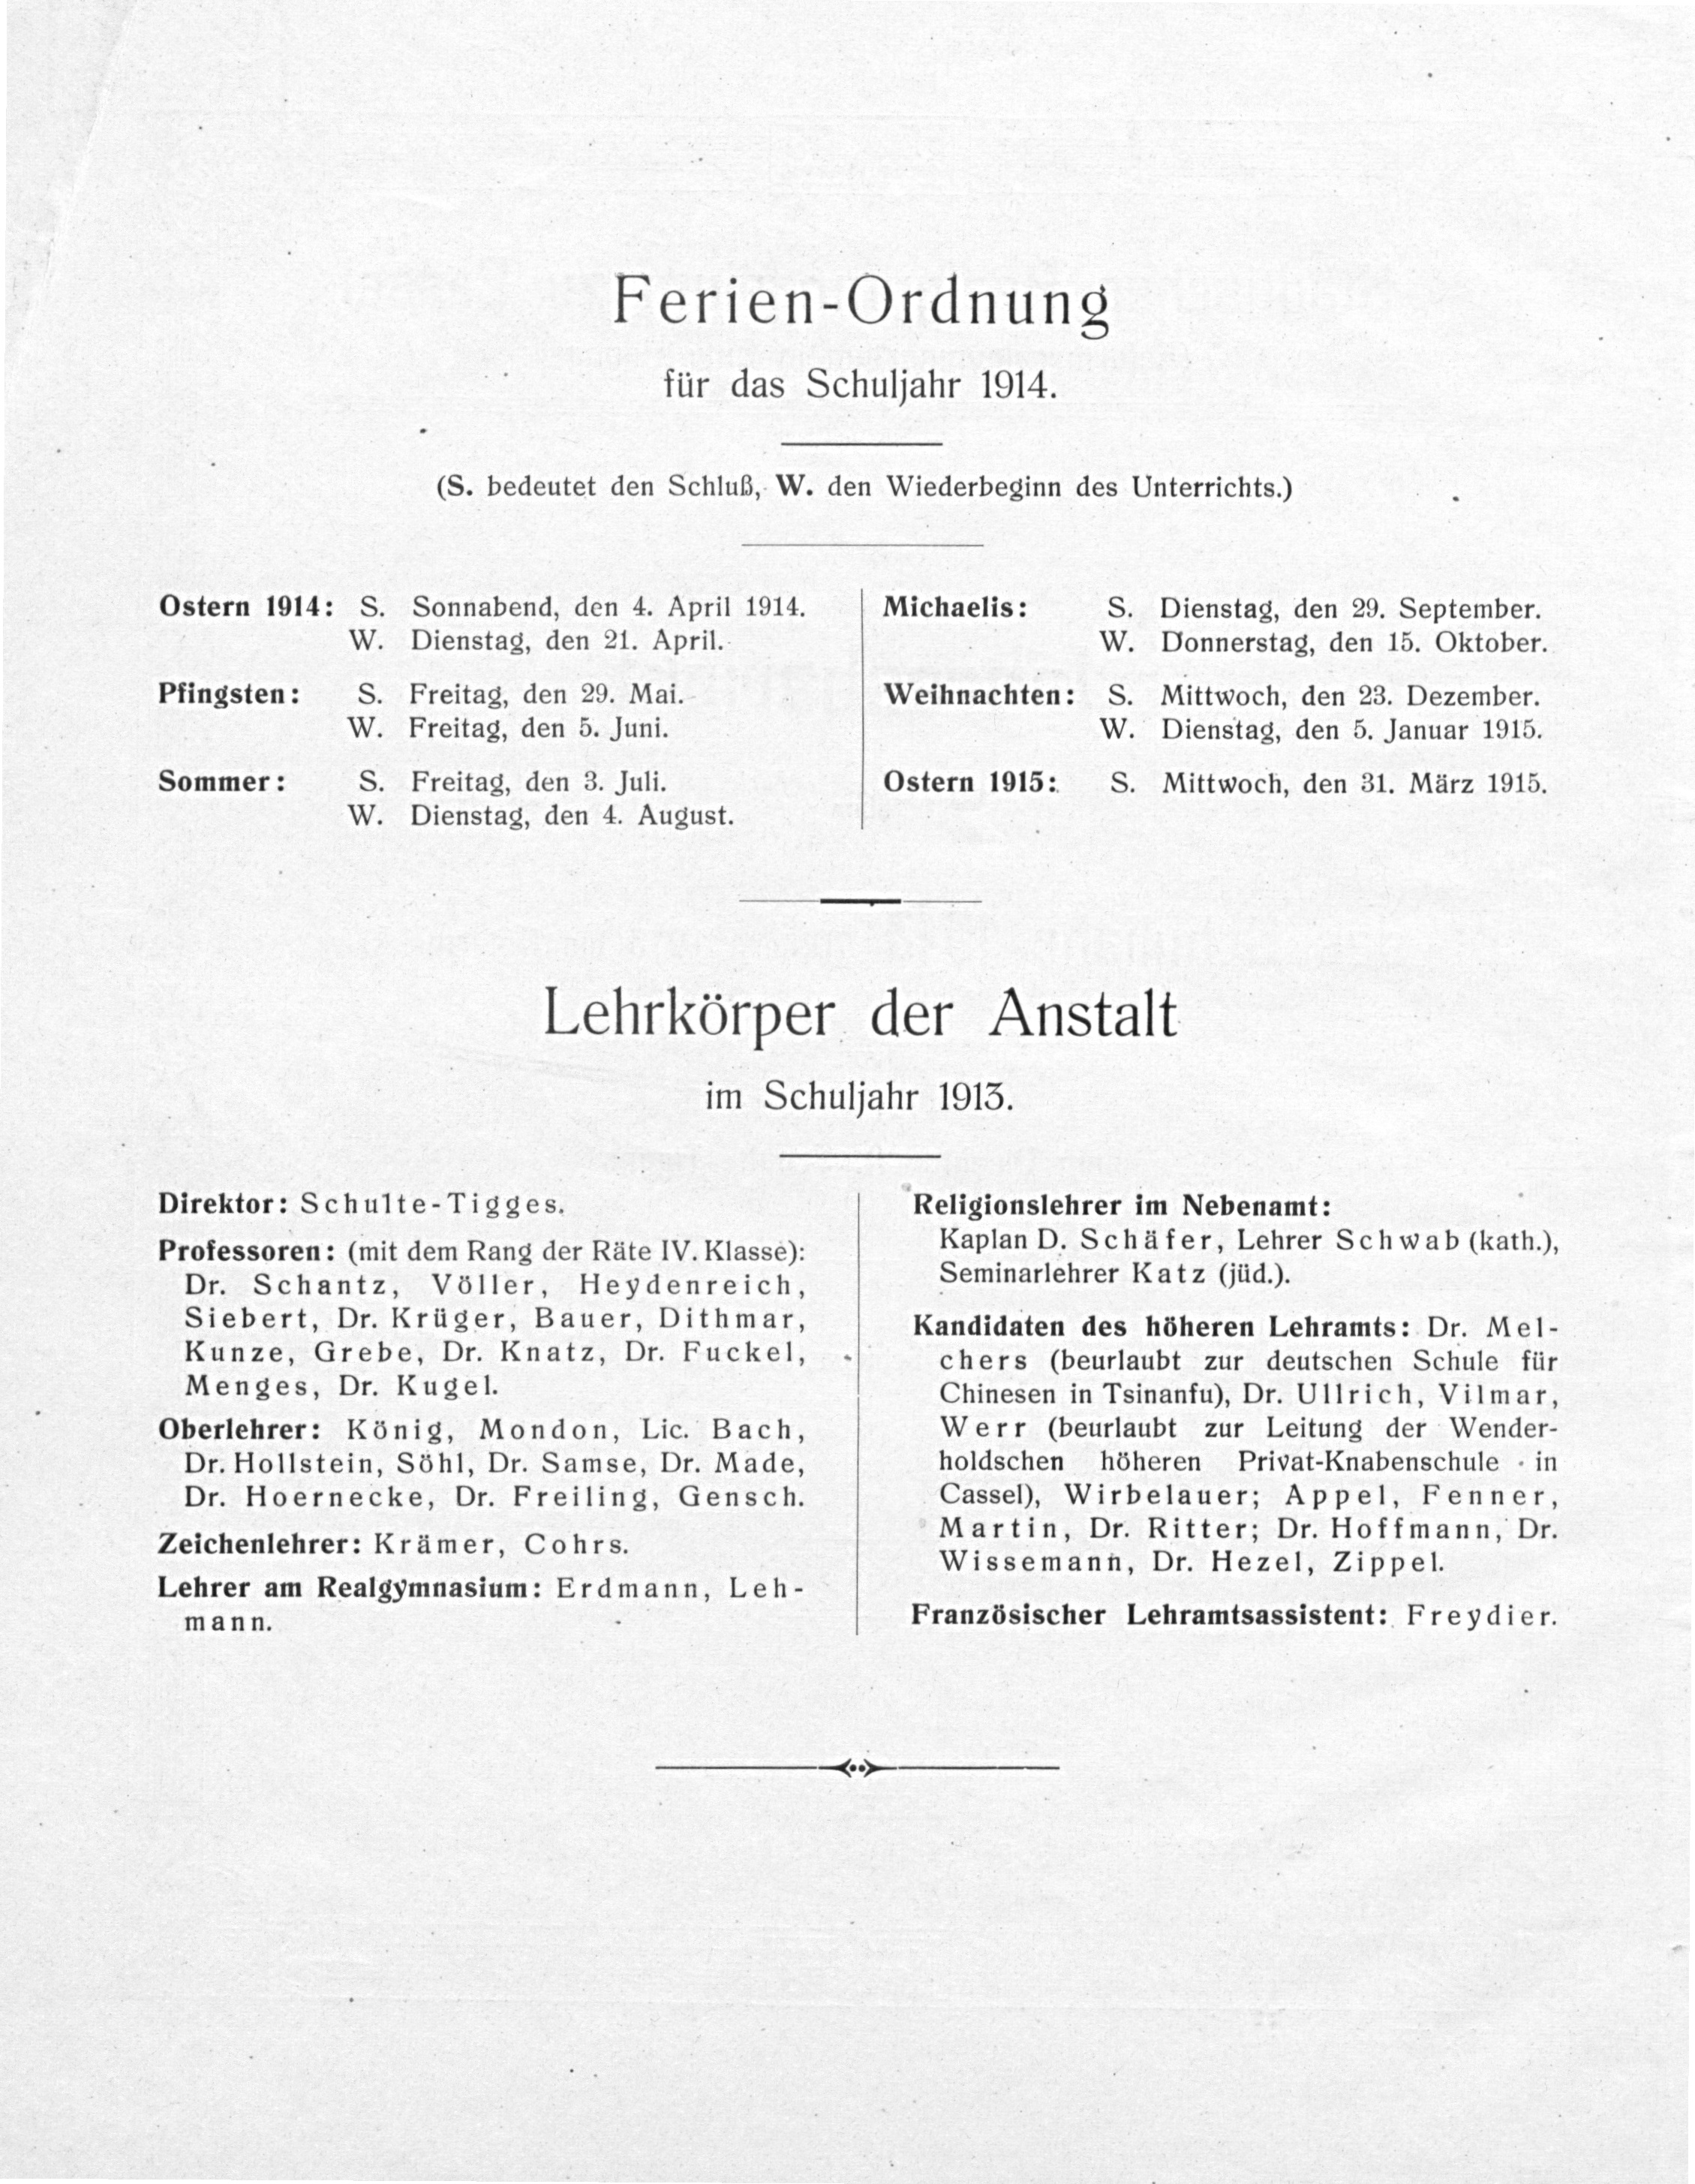 Ferien-Ordnung
für das Schuljahr 1914.
(S. bedeutet den Schluß, W. den Wiederbeginn des Unterrichts.)
Ostern 1914: S. Sonnabend, den 4. April 1914.
W. Dienstag, den 21. April.
Pfingsten: S. Freitag, den 29. Mai.
W. Freitag, den 5. Juni.
Sommer: S. Freitag, den 3. Juli.
W. Dienstag, den 4. August.
Michaelis: S. Dienstag, den 29. September.
W. Donnerstag, den 15. Oktober.
Weihnachten: S. Mittwoch, den 23. Dezember.
W. Dienstag, den 5. Januar 1915.
Ostern 1915: S. Mittwoch, den 31. März 1915.
Lehrkörper der Anstalt
im Schuljahr 1913.
Direktor: Schulte-Tigges.
Professoren: (mit dem Rang der Räte IV. Klasse):
Dr. Schantz, Völler, Heydenreich,
Siebert, Dr. Krüger, Bauer, Dithmar,
Kunze, Grebe, Dr. Knatz, Dr. Fuckel,
Menges, Dr. Kugel.
Oberlehrer: König, Mondon, Lic. Bach,
Dr. Hollstein, Söhl, Dr. Samse, Dr. Made,
Dr. Hoernecke, Dr. Freiling, Gensch.
Zeichenlehrer: Krämer, Cohrs.
Lehrer am Realgymnasium: Erdmann, Leh-
mann.
Religionslehrer im Nebenamt:
Kaplan D. Schäfer, Lehrer Schwab (kath.),
Seminarlehrer Katz (jüd.).
Kandidaten des höheren Lehramts: Dr. Mel-
chers (beurlaubt zur deutschen Schule für
Chinesen in Tsinanfu), Dr. Ullrich, Vilmar,
Werr (beurlaubt zur Leitung der Wender-
holdschen höheren Privat-Knabenschule in
Cassel), Wirbelauer; Appel, Fenner,
Martin, Dr. Ritter; Dr. Hoffmann, Dr.
Wissemann, Dr. Hezel, Zippel.
Französischer Lehramtsassistent: Freydier.